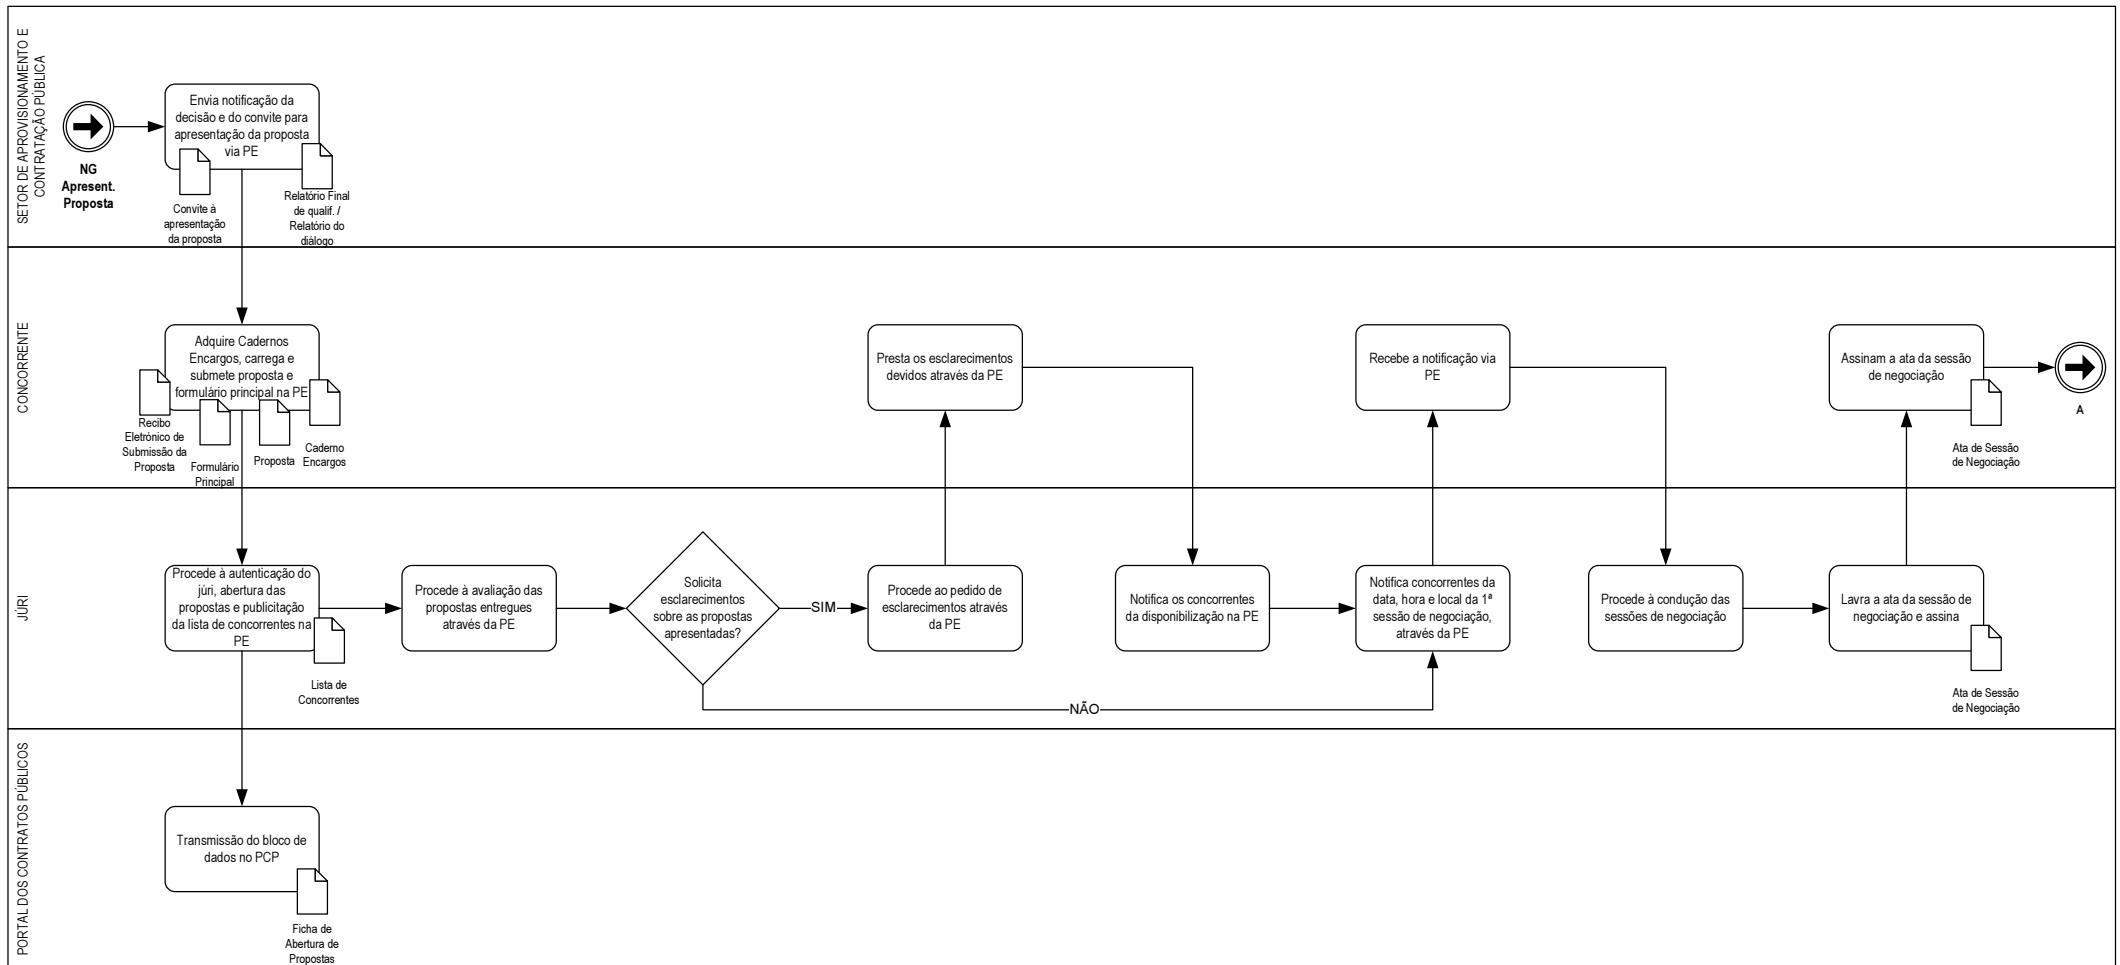 SETOR DE APROVISIONAMENTO E
CONTRATAÇÃO PÚBLICA
NG
Apresent.
Proposta
Envia notificação da
decisão e do convite para
apresentação da proposta
via PE
Convite à
apresentação
da proposta
Relatório Final
de qualif. /
Relatório do
diálogo
CONCORRENTE
Adquire Cadernos
Encargos, carrega e
submete proposta e
formulário principal na PE
Recibo
Eletrónico de
Submissão da
Proposta
Formulário
Principal
Proposta
Caderno
Encargos
Presta os esclarecimentos
devidos através da PE
Recebe a notificação via
PE
Assinam a ata da sessão
de negociação
Ata de Sessão
de Negociação
A
JÚRI
Procede à autenticação do
júri, abertura das
propostas e publicitação
da lista de concorrentes na
PE
Lista de
Concorrentes
Procede à avaliação das
propostas entregues
através da PE
Solicita
esclarecimentos
sobre as propostas
apresentadas?
SIM
NÃO
Procede ao pedido de
esclarecimentos através
da PE
Notifica os concorrentes
da disponibilização na PE
Notifica concorrentes da
data, hora e local da 1ª
sessão de negociação,
através da PE
Procede à condução das
sessões de negociação
Lavra a ata da sessão de
negociação e assina
Ata de Sessão
de Negociação
PORTAL DOS CONTRATOS PÚBLICOS
Transmissão do bloco de
dados no PCP
Ficha de
Abertura de
Propostas